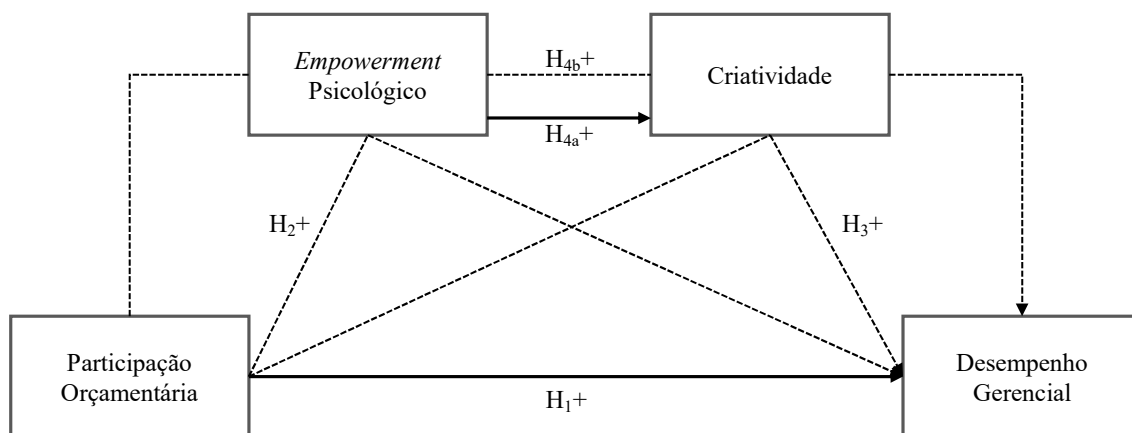 Empowerment
Psicológico
H4b+
Criatividade
H4a+
H2+
H3+
Participação
Orçamentária
H1+
Desempenho
Gerencial